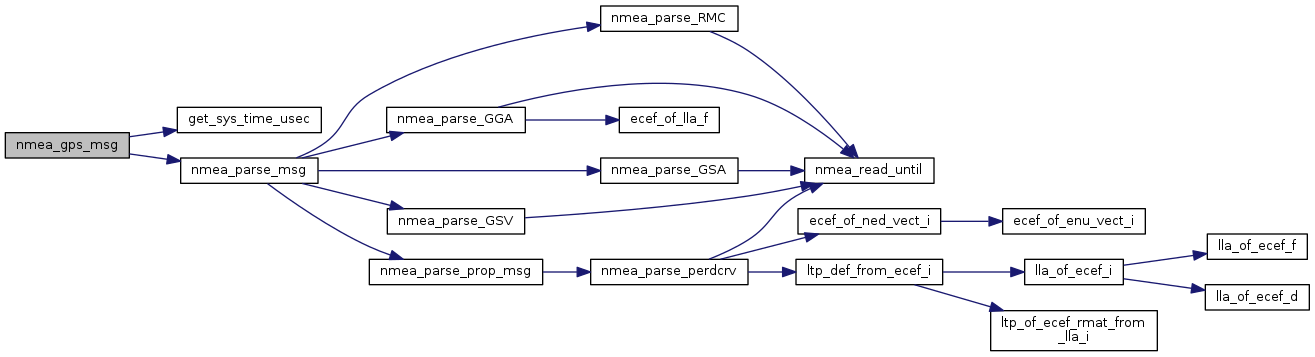 nmea_parse_RMC
get_sys_time_usec
nmea_parse_GGA
ecef_of_lla_f
nmea_gps_msg
nmea_parse_msg
nmea_parse_GSA
nmea_read_until
nmea_parse_GSV
ecef_of_ned_vect_i
ecef_of_enu_vect_i
lla_of_ecef_f
nmea_parse_prop_msg
nmea_parse_perdcrv
ltp_def_from_ecef_i
lla_of_ecef_i
lla_of_ecef_d
ltp_of_ecef_rmat_from
_lla_i